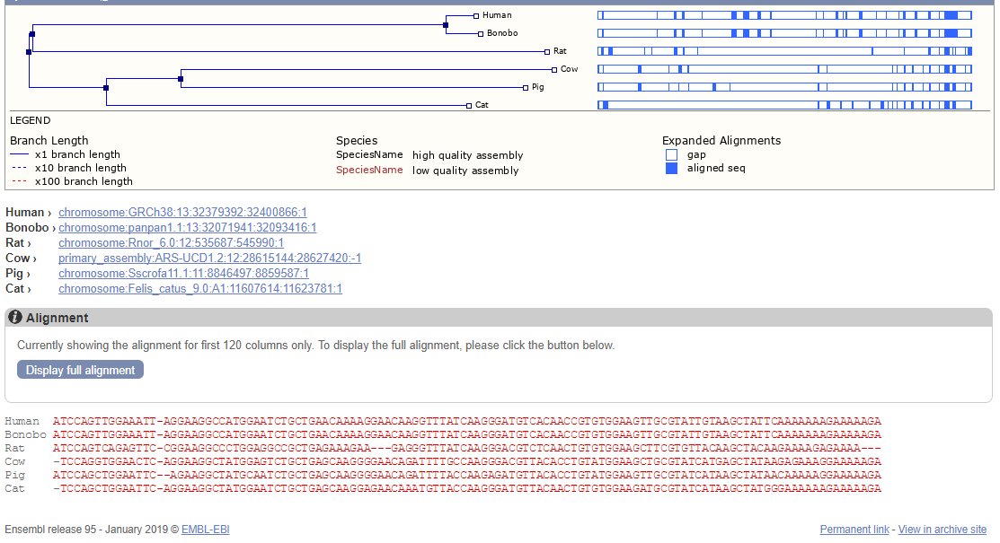 Human
Bonobo
Rat
Cow
Pig
Cat
LEGEND
Branch Length Species Expanded Alignments
x1 branch length SpeciesName high quality assembly gap
x10 branch length SpeciesName low quality assembly aligned seq
x100 branch length
Human › chromosome:GRCh38:13:32379392:32400866:1
Bonobo › chromosome:panpan1.1:13:32071941:32093416:1
Rat › chromosome:Rnor_6.0:12:535687:545990:1
Cow › primary_assembly:ARS-UCD1.2:12:28615144:28627420:-1
Pig › chromosome:Sscrofa11.1:11:8846497:8859587:1
Cat › chromosome:Felis_catus_9.0:A1:11607614:11623781:1
i Alignment
Currently showing the alignment for first 120 columns only. To display the full alignment, please click the button below.
Display full alignment
Human ATCCAGTTGGAAATT-AGGAAGGCCATGGAATCTGCTGAACAAAAGGAACAAGGTTTATCAAGGGATGTCACAACCGTGTGGAAGTTGCGTATTGTAAGCTATTCAAAAAAAGAAAAAGA
Bonobo ATCCAGTTGGAAATT-AGGAAGGCCATGGAATCTGCTGAACAAAAGGAACAAGGTTTATCAAGGGATGTCACAACCGTGTGGAAGTTGCGTATTGTAAGCTATTCAAAAAAAGAAAAAGA
Rat ATCCAGTCAGAGTTC-CGGAAGGCCCTGGAGGCCGCTGAGAAAGAA---GAGGGTTTATCAAGGGACGTCTCAACTGTGTGGAAGCTTCGTGTTACAAGCTACAAGAAAAGAGAAAA---
Cow -TCCAGGTGGAACTC-AGGAAGGCTATGGAGTCTGCTGAGCAAGGGGAACAGATTTTGCCAAGGGACGTTACACCTGTATGGAAGCTGCGTATCATGAGCTATAAGAGAAAGGAAAAAGA
Pig ATCCAGCTGGAATTC--AGAAGGCTATGCAATCTGCTGAGCAAGGGGAACAGATTTTACCAAGAGATGTTACACCTGTATGGAAGTTGCGTATCATAAGCTATAACAAAAAGGAAAAAGA
Cat -TCCAGCTGGAATTC-AGGAAGGCTATGGAATCTGCTGAGCAAGGAGAACAAATGTTACCAAGGGATGTTACAACTGTGTGGAAGATGCGTATCATAAGCTATGGGAAAAAAGAAAAAGA
Ensembl release 95 - January 2019 © EMBL-EBI Permanent link - View in archive site